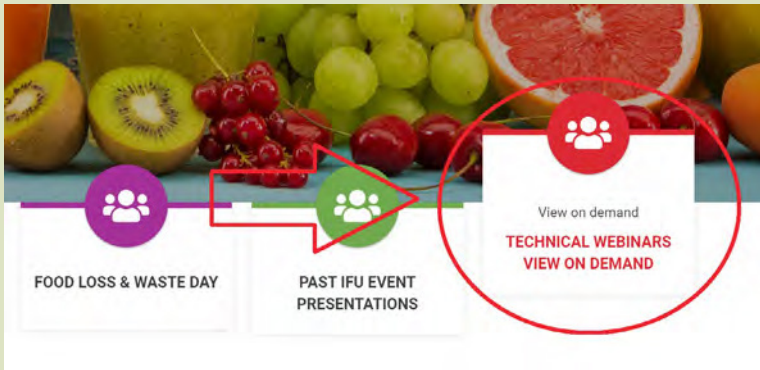 FOOD LOSS & WASTE DAY
PAST IFU EVENT
PRESENTATIONS
View on demand
TECHNICAL WEBINARS
VIEW ON DEMAND